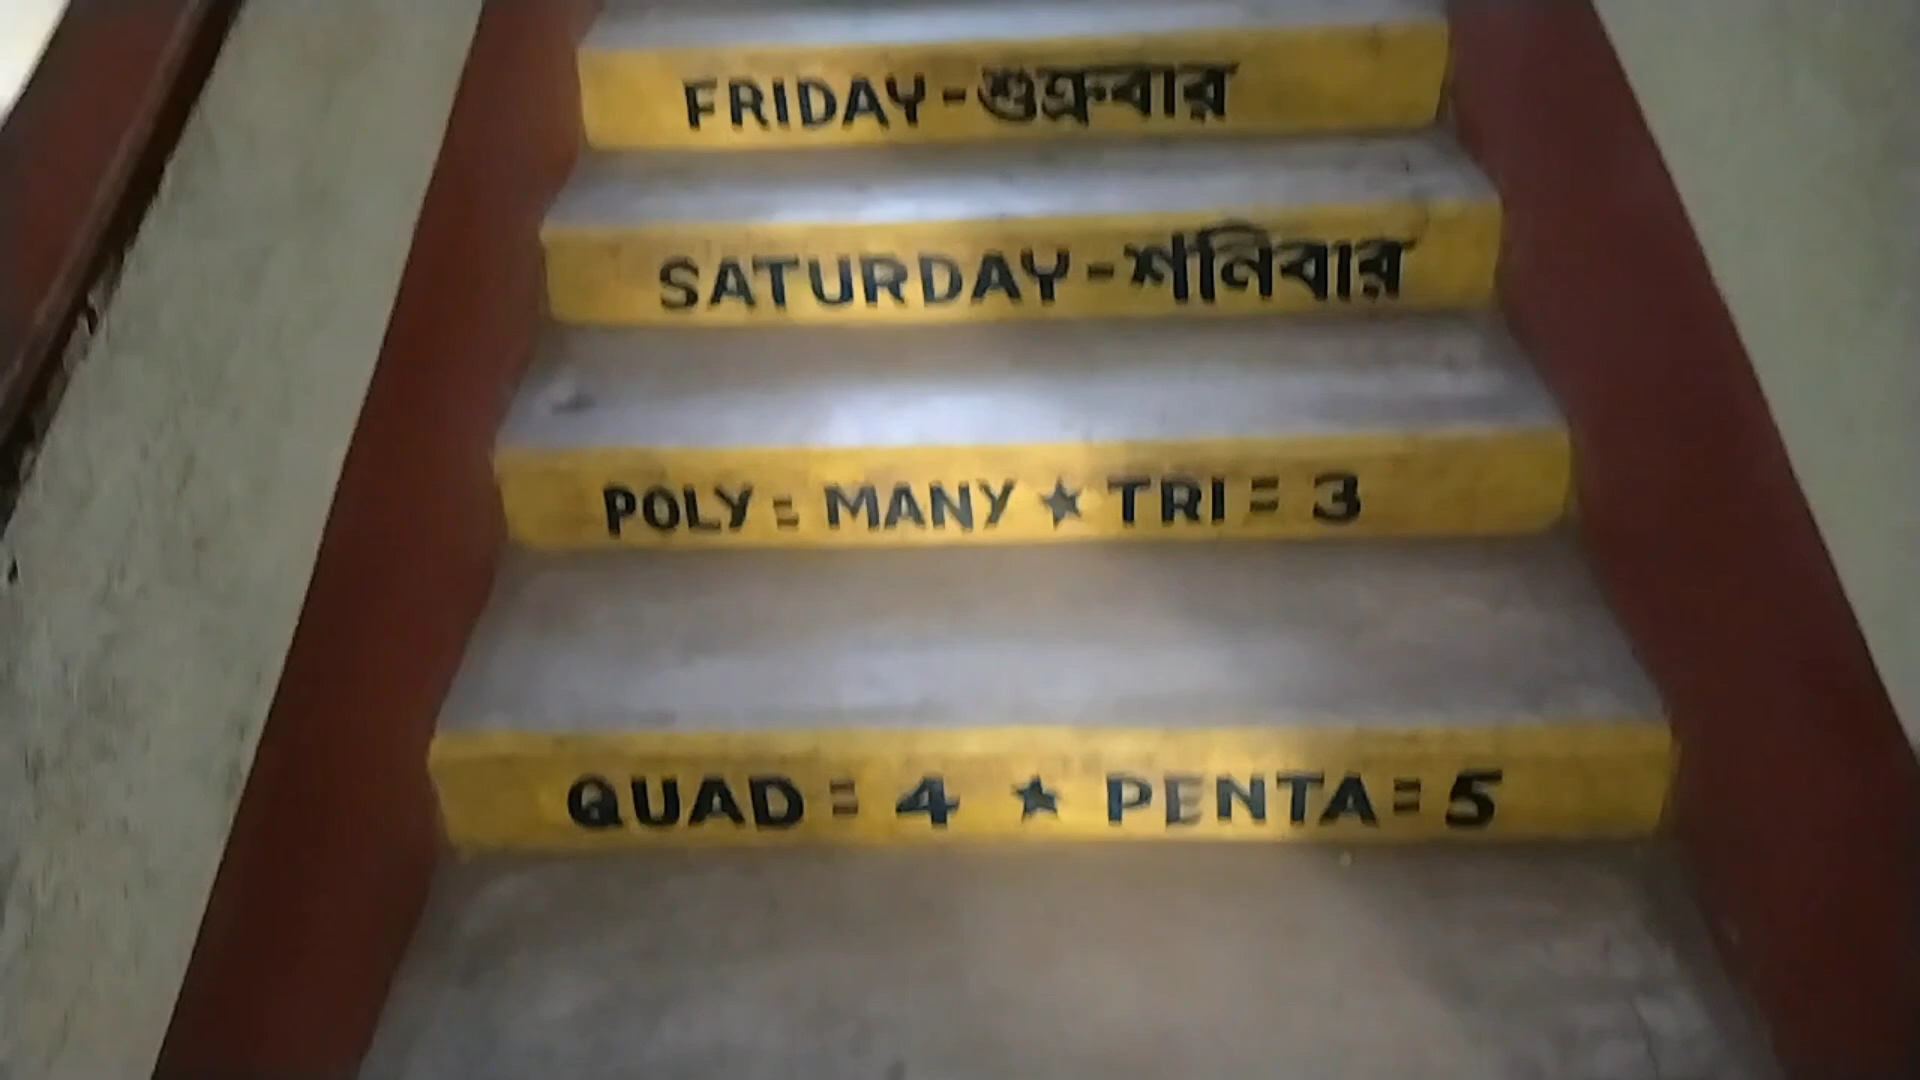 FRIDAY - শুক্রবার
SATURDAY - শনিবার
POLY = MANY ★ TRI = 3
QUAD = 4 ★ PENTA = 5